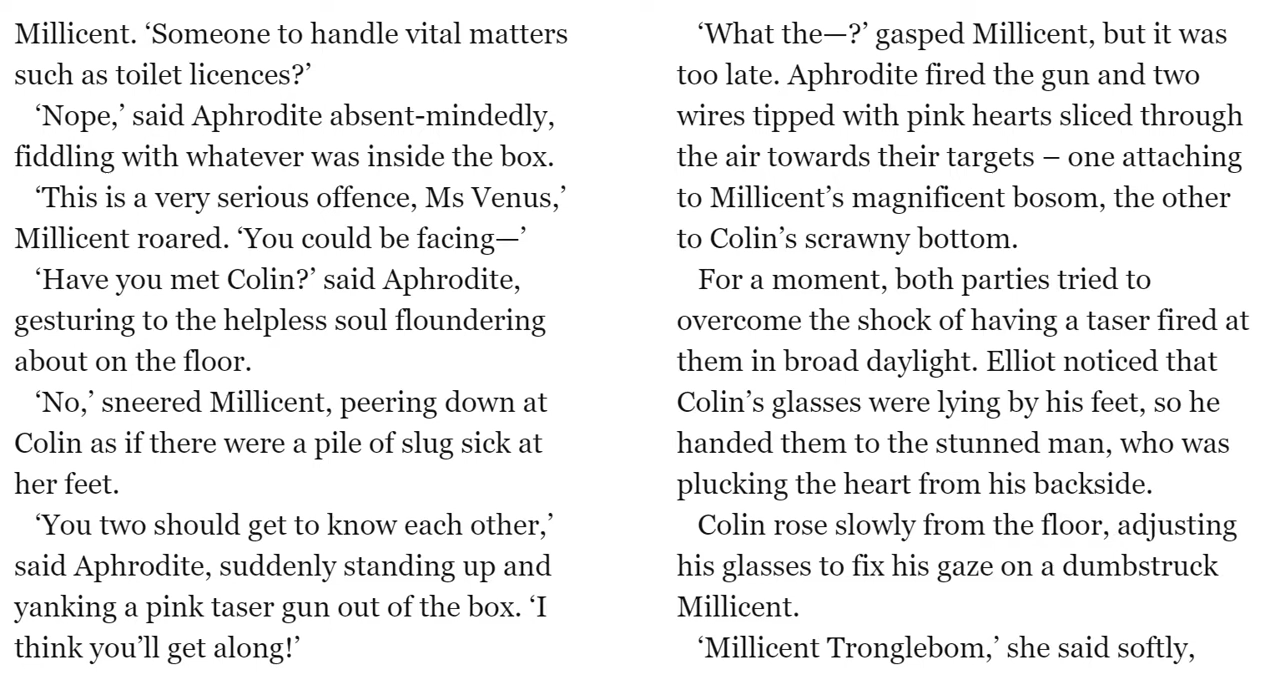 Millicent. ‘Someone to handle vital matters
such as toilet licences?’
‘Nope,’ said Aphrodite absent-mindedly,
fiddling with whatever was inside the box.
‘This is a very serious offence, Ms Venus,’
Millicent roared. ‘You could be facing—’
‘Have you met Colin?’ said Aphrodite,
gesturing to the helpless soul floundering
about on the floor.
‘No,’ sneered Millicent, peering down at
Colin as if there were a pile of slug sick at
her feet.
‘You two should get to know each other,’
said Aphrodite, suddenly standing up and
yanking a pink taser gun out of the box. ‘I
think you’ll get along!’
‘What the—?’ gasped Millicent, but it was
too late. Aphrodite fired the gun and two
wires tipped with pink hearts sliced through
the air towards their targets – one attaching
to Millicent’s magnificent bosom, the other
to Colin’s scrawny bottom.
For a moment, both parties tried to
overcome the shock of having a taser fired at
them in broad daylight. Elliot noticed that
Colin’s glasses were lying by his feet, so he
handed them to the stunned man, who was
plucking the heart from his backside.
Colin rose slowly from the floor, adjusting
his glasses to fix his gaze on a dumbstruck
Millicent.
‘Millicent Tronglebom,’ she said softly,